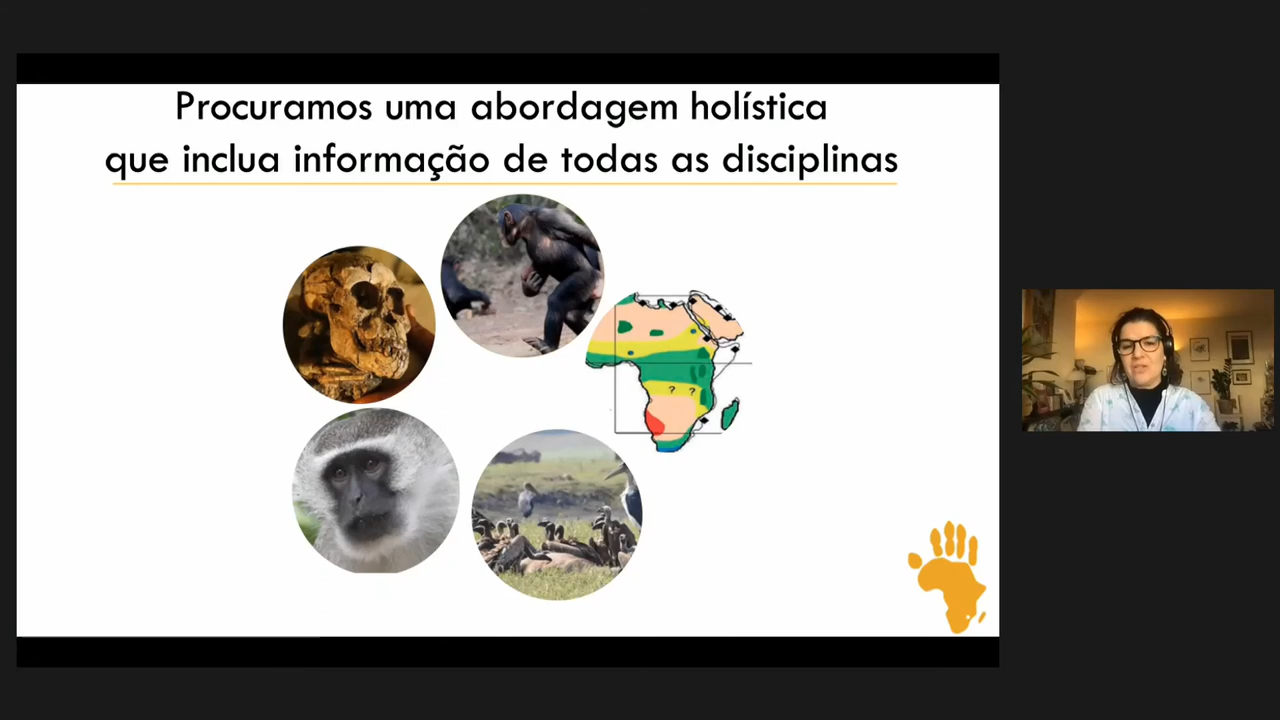 Procuramos uma abordagem holística
que inclua informação de todas as disciplinas
? ?